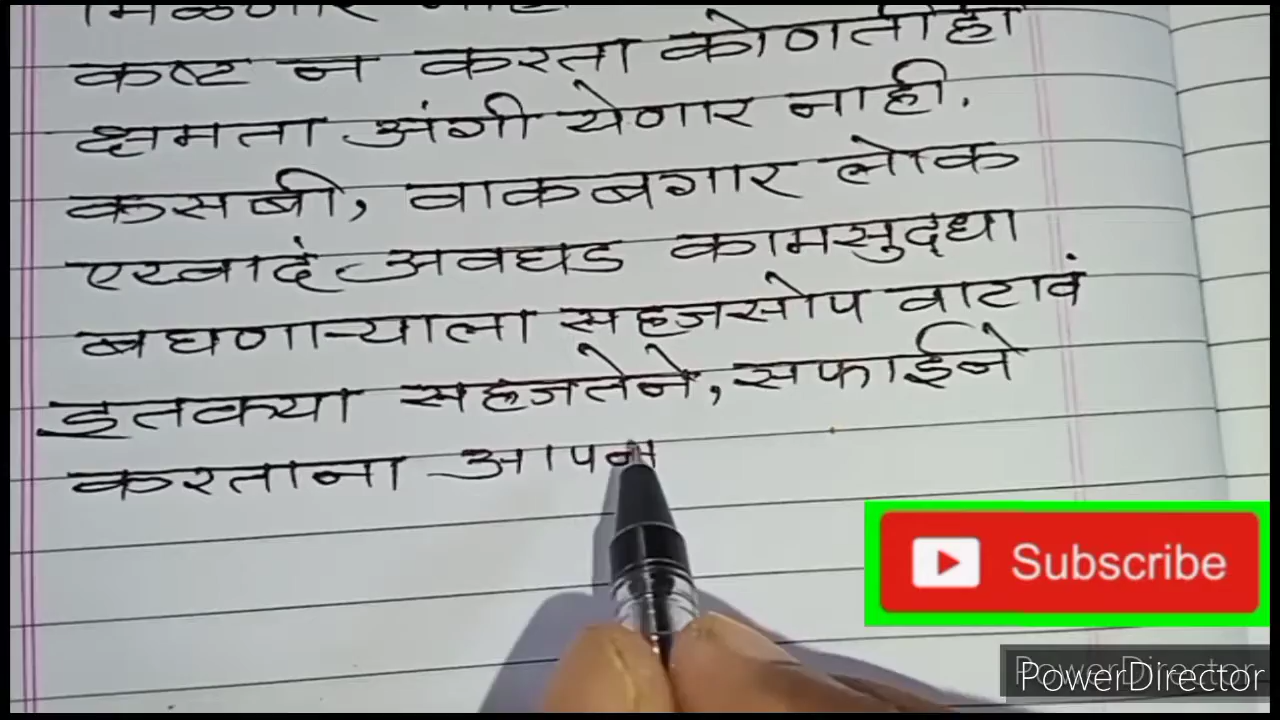 मिळणार नाही
कष्ट न करता कोणतीही
क्षमता अंगी येणार नाही.
कसबी, वाकबगार लोक
एखादं अवघड कामसुद्धा
बघणाऱ्याला सहजसोप वाटावं
इतक्या सहजतेने, सफाईने
करताना आपण
Subscribe
PowerDirector